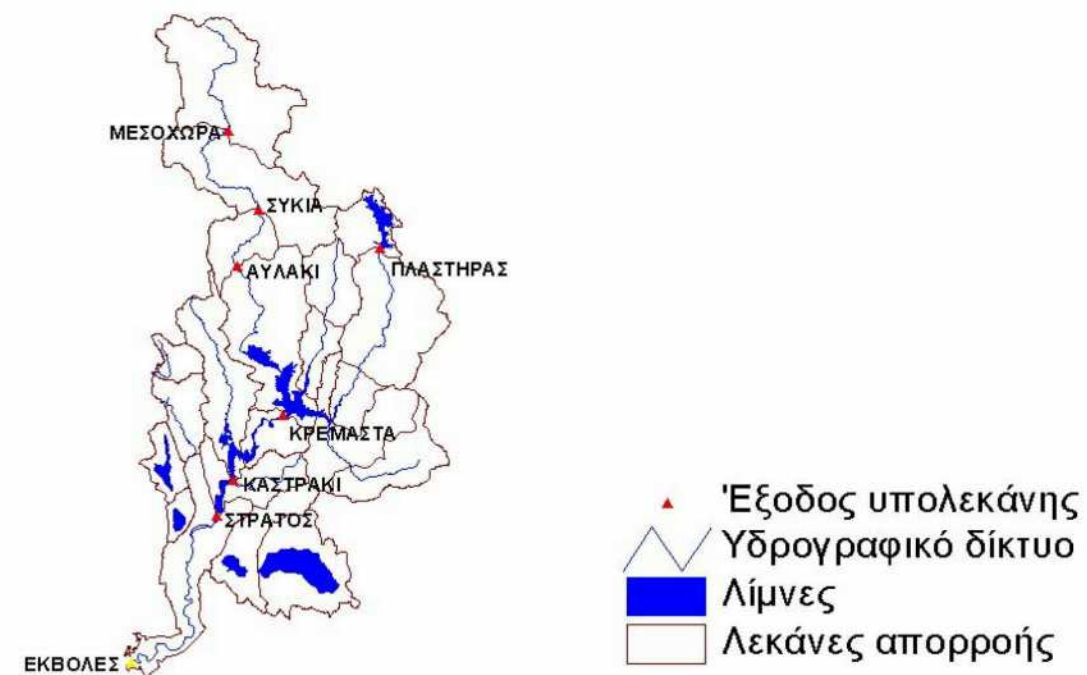 ΜΕΣΟΧΩΡΑ
ΣΥΚΙΑ
ΑΥΛΑΚΙ
ΠΛΑΣΤΗΡΑΣ
ΚΡΕΜΑΣΤΑ
ΚΑΣΤΡΑΚΙ
ΣΤΡΑΤΟΣ
ΕΚΒΟΛΕΣ
Έξοδος υπολεκάνης
Υδρογραφικό δίκτυο
Λίμνες
Λεκάνες απορροής